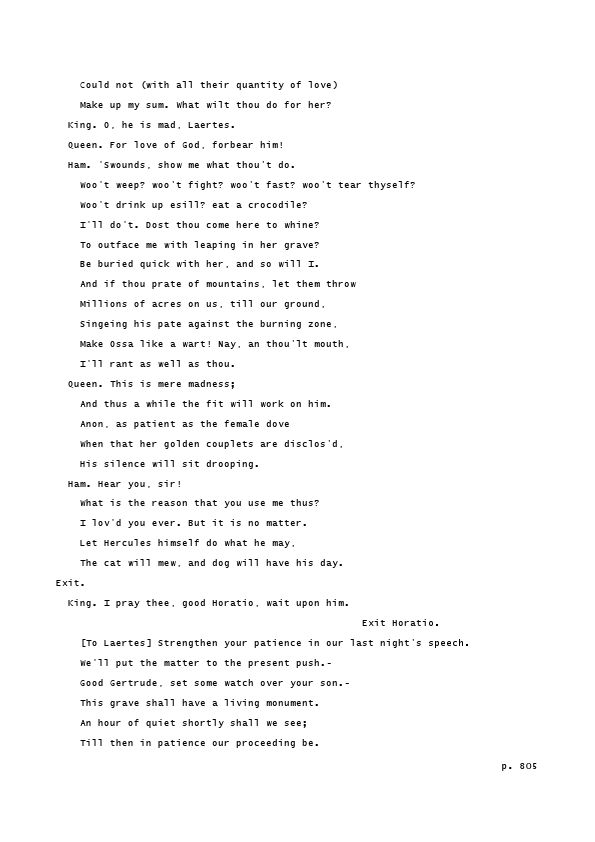 Could not (with all their quantity of love)
Make up my sum. What wilt thou do for her?
King. O, he is mad, Laertes.
Queen. For love of God, forbear him!
Ham. 'Swounds, show me what thou't do.
Woo't weep? woo't fight? woo't fast? woo't tear thyself?
Woo't drink up esill? eat a crocodile?
I'll do't. Dost thou come here to whine?
To outface me with leaping in her grave?
Be buried quick with her, and so will I.
And if thou prate of mountains, let them throw
Millions of acres on us, till our ground,
Singeing his pate against the burning zone,
Make Ossa like a wart! Nay, an thou'lt mouth,
I'll rant as well as thou.
Queen. This is mere madness;
And thus a while the fit will work on him.
Anon, as patient as the female dove
When that her golden couplets are disclos'd,
His silence will sit drooping.
Ham. Hear you, sir!
What is the reason that you use me thus?
I lov'd you ever. But it is no matter.
Let Hercules himself do what he may,
The cat will mew, and dog will have his day.
Exit.
King. I pray thee, good Horatio, wait upon him.
Exit Horatio.
[To Laertes] Strengthen your patience in our last night's speech.
We'll put the matter to the present push.-
Good Gertrude, set some watch over your son.-
This grave shall have a living monument.
An hour of quiet shortly shall we see;
Till then in patience our proceeding be.
p. 805